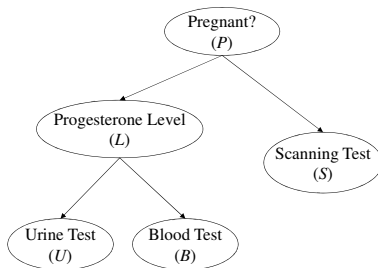 Pregnant?
(P)
Progesterone Level
(L)
Scanning Test
(S)
Urine Test
(U)
Blood Test
(B)